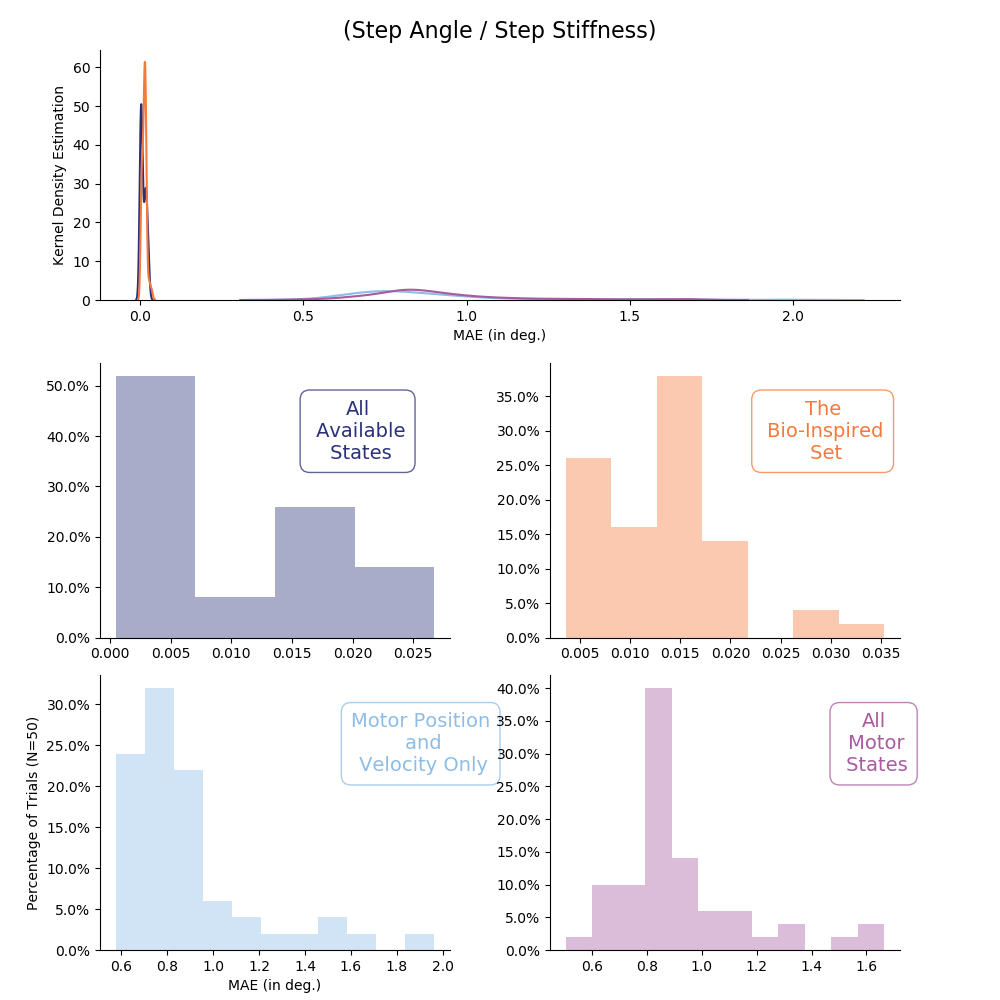 (Step Angle / Step Stiffness)
Kernel Density Estimation
60
50
40
30
20
10
0
0.0 0.5 1.0 1.5 2.0
MAE (in deg.)
50.0%
40.0%
30.0%
20.0%
10.0%
0.0%
0.000 0.005 0.010 0.015 0.020 0.025
All
Available
States
35.0%
30.0%
25.0%
20.0%
15.0%
10.0%
5.0%
0.0%
0.005 0.010 0.015 0.020 0.025 0.030 0.035
The
Bio-Inspired
Set
Percentage of Trials (N=50)
30.0%
25.0%
20.0%
15.0%
10.0%
5.0%
0.0%
0.6 0.8 1.0 1.2 1.4 1.6 1.8 2.0
MAE (in deg.)
Motor Position
and
Velocity Only
40.0%
35.0%
30.0%
25.0%
20.0%
15.0%
10.0%
5.0%
0.0%
0.6 0.8 1.0 1.2 1.4 1.6
All
Motor
States